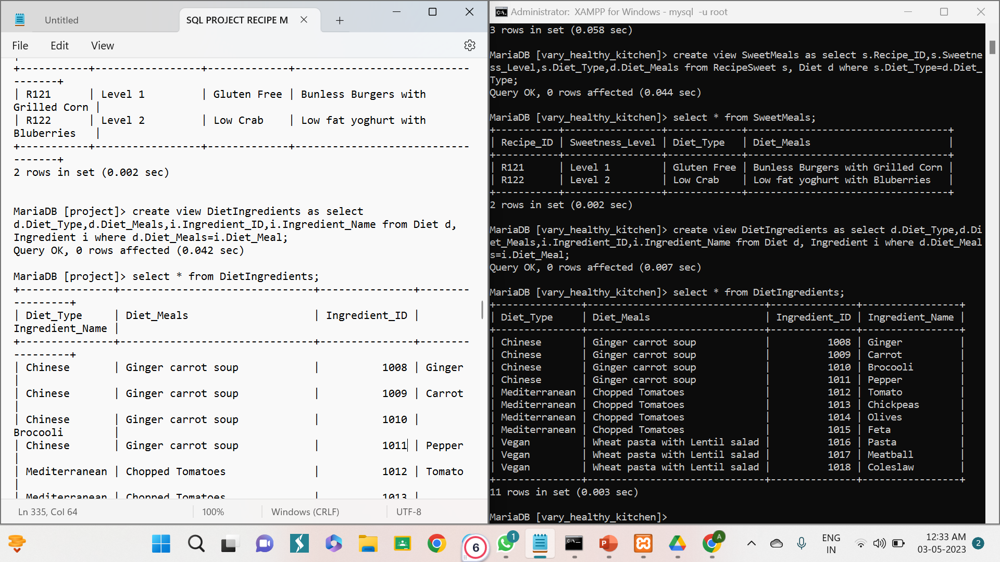 Untitled
SQL PROJECT RECIPE M
File Edit View
+------------+-----------------+-------------+----------------------------
-------+
| R121 | Level 1 | Gluten Free | Bunless Burgers with
Grilled Corn |
| R122 | Level 2 | Low Crab | Low fat yoghurt with
Bluberries |
+------------+-----------------+-------------+----------------------------
-------+
2 rows in set (0.002 sec)
MariaDB [project]> create view DietIngredients as select
d.Diet_Type,d.Diet_Meals,i.Ingredient_ID,i.Ingredient_Name from Diet d,
Ingredient i where d.Diet_Meals=i.Diet_Meal;
Query OK, 0 rows affected (0.042 sec)
MariaDB [project]> select * from DietIngredients;
+---------------+-------------------------------+---------------+--------
---------+
| Diet_Type | Diet_Meals | Ingredient_ID |
Ingredient_Name |
+---------------+-------------------------------+---------------+--------
---------+
| Chinese | Ginger carrot soup | 1008 | Ginger
|
| Chinese | Ginger carrot soup | 1009 | Carrot
|
| Chinese | Ginger carrot soup | 1010 |
Brocooli |
| Chinese | Ginger carrot soup | 1011 | Pepper
|
| Mediterranean | Chopped Tomatoes | 1012 | Tomato
|
| Mediterranean | Chopped Tomatoes | 1013 |
Ln 335, Col 64 100% Windows (CRLF) UTF-8
Administrator: XAMPP for Windows - mysql -u root
3 rows in set (0.058 sec)
MariaDB [vary_healthy_kitchen]> create view SweetMeals as select s.Recipe_ID,s.Sweetne
ss_Level,s.Diet_Type,d.Diet_Meals from RecipeSweet s, Diet d where s.Diet_Type=d.Diet_
Type;
Query OK, 0 rows affected (0.044 sec)
MariaDB [vary_healthy_kitchen]> select * from SweetMeals;
+-----------+-----------------+-------------+-----------------------------------+
| Recipe_ID | Sweetness_Level | Diet_Type | Diet_Meals |
+-----------+-----------------+-------------+-----------------------------------+
| R121 | Level 1 | Gluten Free | Bunless Burgers with Grilled Corn |
| R122 | Level 2 | Low Crab | Low fat yoghurt with Bluberries |
+-----------+-----------------+-------------+-----------------------------------+
2 rows in set (0.002 sec)
MariaDB [vary_healthy_kitchen]> create view DietIngredients as select d.Diet_Type,d.Di
et_Meals,i.Ingredient_ID,i.Ingredient_Name from Diet d, Ingredient i where d.Diet_Meal
s=i.Diet_Meal;
Query OK, 0 rows affected (0.007 sec)
MariaDB [vary_healthy_kitchen]> select * from DietIngredients;
+---------------+-------------------------------+---------------+-----------------+
| Diet_Type | Diet_Meals | Ingredient_ID | Ingredient_Name |
+---------------+-------------------------------+---------------+-----------------+
| Chinese | Ginger carrot soup | 1008 | Ginger |
| Chinese | Ginger carrot soup | 1009 | Carrot |
| Chinese | Ginger carrot soup | 1010 | Brocooli |
| Chinese | Ginger carrot soup | 1011 | Pepper |
| Mediterranean | Chopped Tomatoes | 1012 | Tomato |
| Mediterranean | Chopped Tomatoes | 1013 | Chickpeas |
| Mediterranean | Chopped Tomatoes | 1014 | Olives |
| Mediterranean | Chopped Tomatoes | 1015 | Feta |
| Vegan | Wheat pasta with Lentil salad | 1016 | Pasta |
| Vegan | Wheat pasta with Lentil salad | 1017 | Meatball |
| Vegan | Wheat pasta with Lentil salad | 1018 | Coleslaw |
+---------------+-------------------------------+---------------+-----------------+
11 rows in set (0.003 sec)
MariaDB [vary_healthy_kitchen]>
6
1
A
ENG
IN
12:33 AM
03-05-2023
2